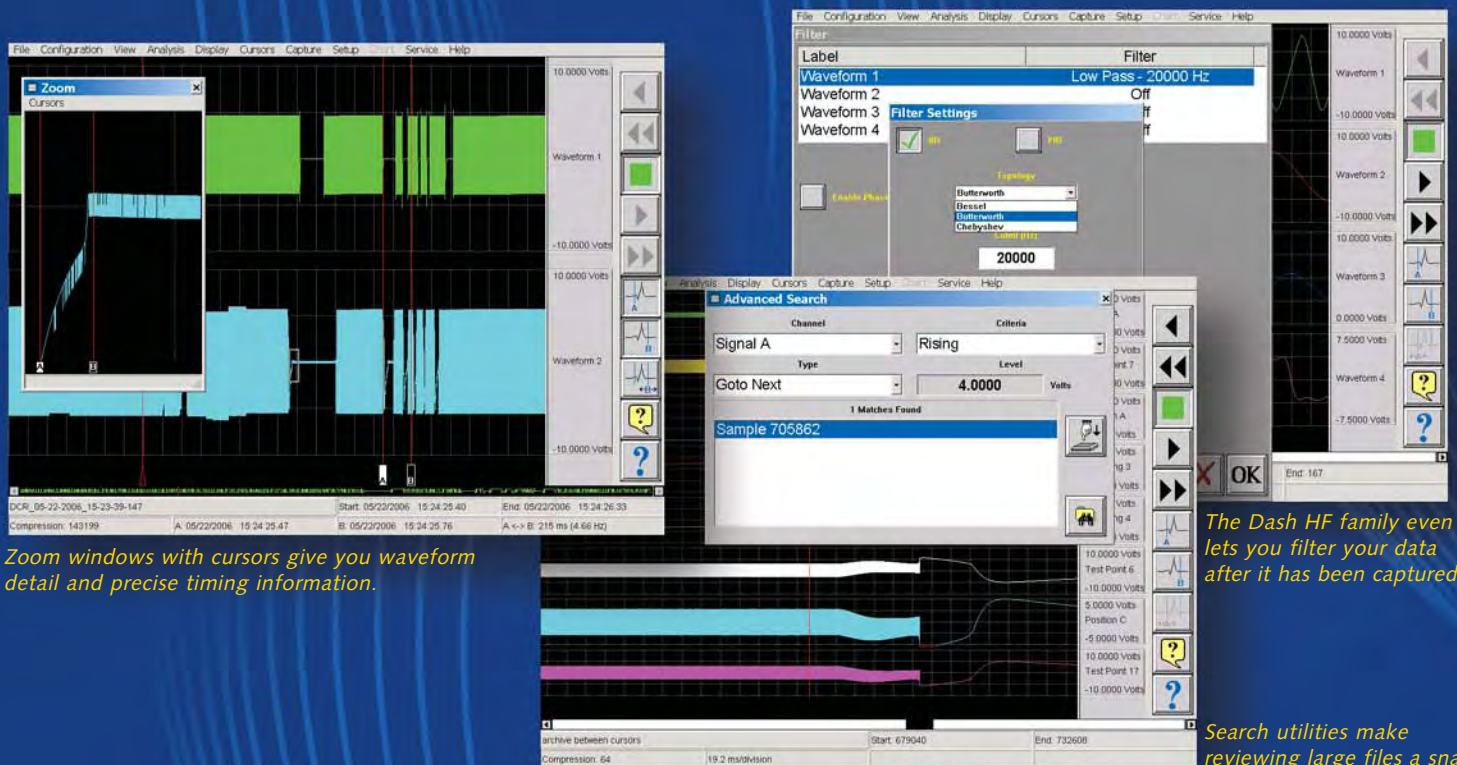 File Configuration View Analysis Display Cursors Capture Setup Chart Service Help
Zoom
Cursors
A
B
10.0000 Volts
Waveform 1
-10.0000 Volts
10.0000 Volts
Waveform 2
-10.0000 Volts
A
B
A
B
DCR_05-22-2006_15-23-39-147
Start: 05/22/2006 15:24:25.40
End: 05/22/2006 15:24:26.33
Compression: 143199
A: 05/22/2006 15:24:25.47
B: 05/22/2006 15:24:25.76
A <-> B: 215 ms (4.66 Hz)
Zoom windows with cursors give you waveform
detail and precise timing information.
File Configuration View Analysis Display Cursors Capture Setup Chart Service Help
Filter
Label Filter
Waveform 1 Low Pass - 20000 Hz
Waveform 2 Off
Waveform 3
Waveform 4
Enable Phase
Filter Settings
Topology
Butterworth
Bessel
Butterworth
Chebyshev
20000
OK
10.0000 Volts
Waveform 1
-10.0000 Volts
10.0000 Volts
Waveform 2
-10.0000 Volts
10.0000 Volts
Waveform 3
0.0000 Volts
7.5000 Volts
Waveform 4
-7.5000 Volts
A
B
End: 167
The Dash HF family even
lets you filter your data
after it has been captured
Analysis Display Cursors Capture Setup Chart Service Help
Advanced Search
Channel Criteria
Signal A Rising
Type Level
Goto Next 4.0000 Volts
1 Matches Found
Sample 705862
10.0000 Volts
Test Point 6
-10.0000 Volts
5.0000 Volts
Position C
-5.0000 Volts
10.0000 Volts
Test Point 17
-10.0000 Volts
A
B
archive between cursors
Start: 679040
End: 732608
Compression: 64
19.2 ms/division
Search utilities make
reviewing large files a